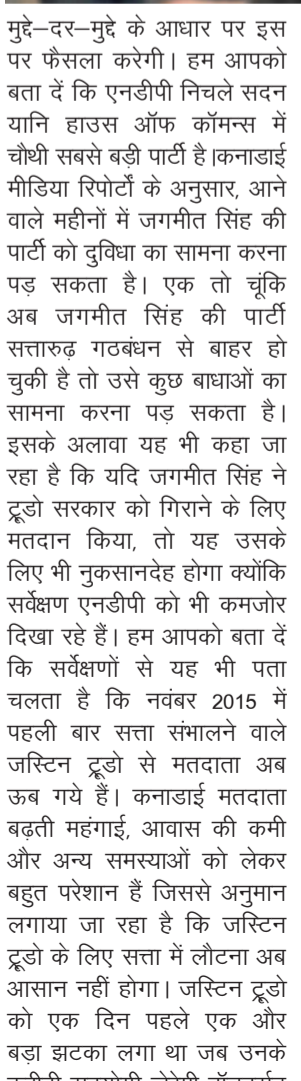 मुद्दे–दर–मुद्दे के आधार पर इस
पर फैसला करेगी। हम आपको
बता दें कि एनडीपी निचले सदन
यानि हाउस ऑफ कॉमन्स में
चौथी सबसे बड़ी पार्टी है।कनाडाई
मीडिया रिपोर्टों के अनुसार, आने
वाले महीनों में जगमीत सिंह की
पार्टी को दुविधा का सामना करना
पड़ सकता है। एक तो चूंकि
अब जगमीत सिंह की पार्टी
सत्तारुढ़ गठबंधन से बाहर हो
चुकी है तो उसे कुछ बाधाओं का
सामना करना पड़ सकता है।
इसके अलावा यह भी कहा जा
रहा है कि यदि जगमीत सिंह ने
ट्रूडो सरकार को गिराने के लिए
मतदान किया, तो यह उसके
लिए भी नुकसानदेह होगा क्योंकि
सर्वेक्षण एनडीपी को भी कमजोर
दिखा रहे हैं। हम आपको बता दें
कि सर्वेक्षणों से यह भी पता
चलता है कि नवंबर 2015 में
पहली बार सत्ता संभालने वाले
जस्टिन ट्रूडो से मतदाता अब
ऊब गये हैं। कनाडाई मतदाता
बढ़ती महंगाई, आवास की कमी
और अन्य समस्याओं को लेकर
बहुत परेशान हैं जिससे अनुमान
लगाया जा रहा है कि जस्टिन
ट्रूडो के लिए सत्ता में लौटना अब
आसान नहीं होगा। जस्टिन ट्रूडो
को एक दिन पहले एक और
बड़ा झटका लगा था जब उनके